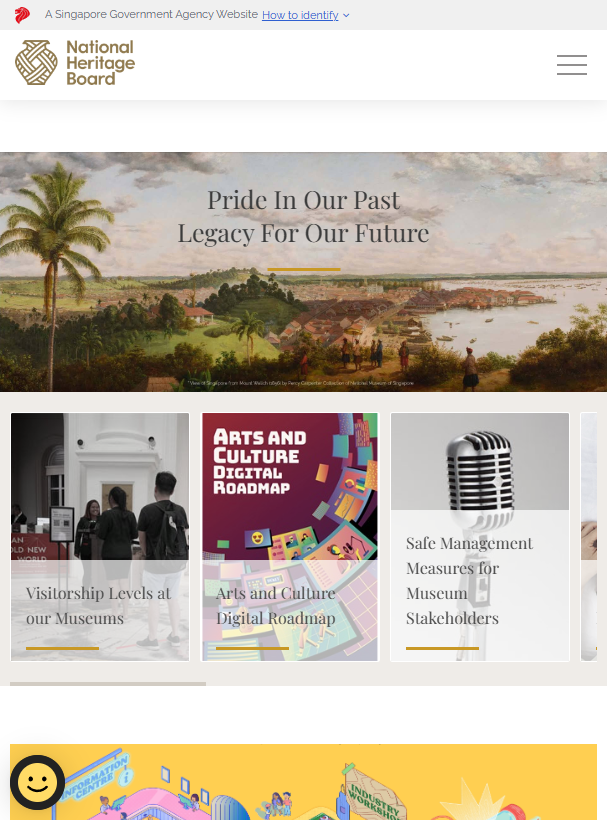 A Singapore Government Agency Website How to identify
National
Heritage
Board
Pride In Our Past
Legacy For Our Future
* View of Singapore from Mount Wallich (1856) by Percy Carpenter. Collection of National Museum of Singapore
ARTS AND
CULTURE
DIGITAL
ROADMAP
OLD NEW
WORLD
Visitorship Levels at
our Museums
Arts and Culture
Digital Roadmap
Safe Management
Measures for
Museum
Stakeholders
INFORMATION
CENTRE
i
INDUSTRY
WORKSHOP